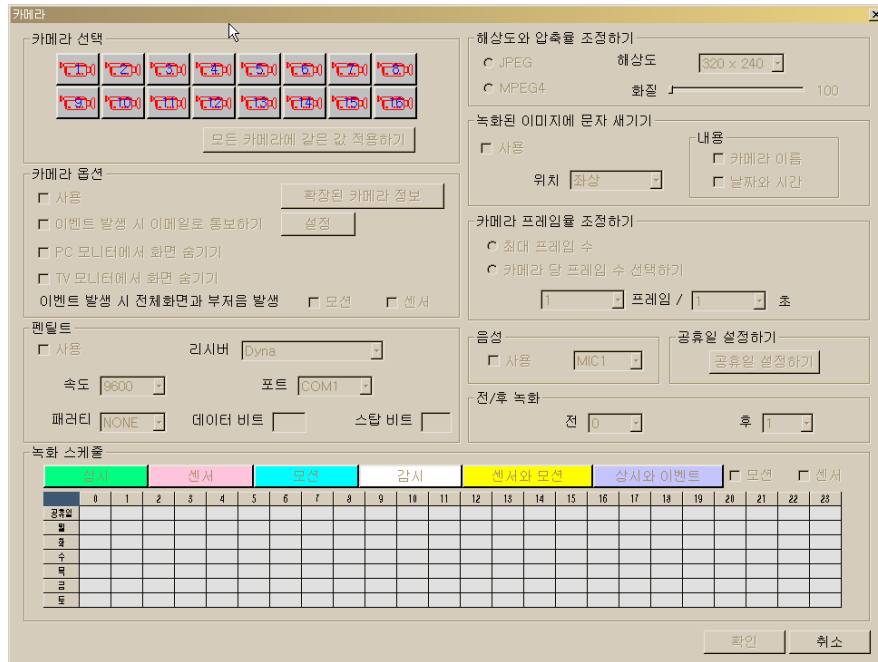 카메라
카메라 선택
1 2 3 4 5 6 7 8
9 10 11 12 13 14 15 16
모든 카메라에 같은 값 적용하기
해상도와 압축율 조정하기
JPEG 해상도 320 x 240
MPEG4 화질 100
녹화된 이미지에 문자 새기기
사용
위치 좌상
내용
카메라 이름
날짜와 시간
카메라 옵션
사용 확장된 카메라 정보
이벤트 발생 시 이메일로 통보하기 설정
PC 모니터에서 화면 숨기기
TV 모니터에서 화면 숨기기
이벤트 발생 시 전체화면과 부저음 발생 모션 센서
카메라 프레임율 조정하기
최대 프레임 수
카메라 당 프레임 수 선택하기
1 프레임 / 1 초
펜틸트
사용 리시버 Dyna
속도 9600 포트 COM1
패러티 NONE 데이터 비트 스탑 비트
음성
사용 MIC1
공휴일 설정하기
공휴일 설정하기
전/후 녹화
전 0 후 1
녹화 스케줄
상시 센서 모션 감시 센서와 모션 상시와 이벤트 모션 센서
0 1 2 3 4 5 6 7 8 9 10 11 12 13 14 15 16 17 18 19 20 21 22 23
공휴일
월
화
수
목
금
토
확인 취소